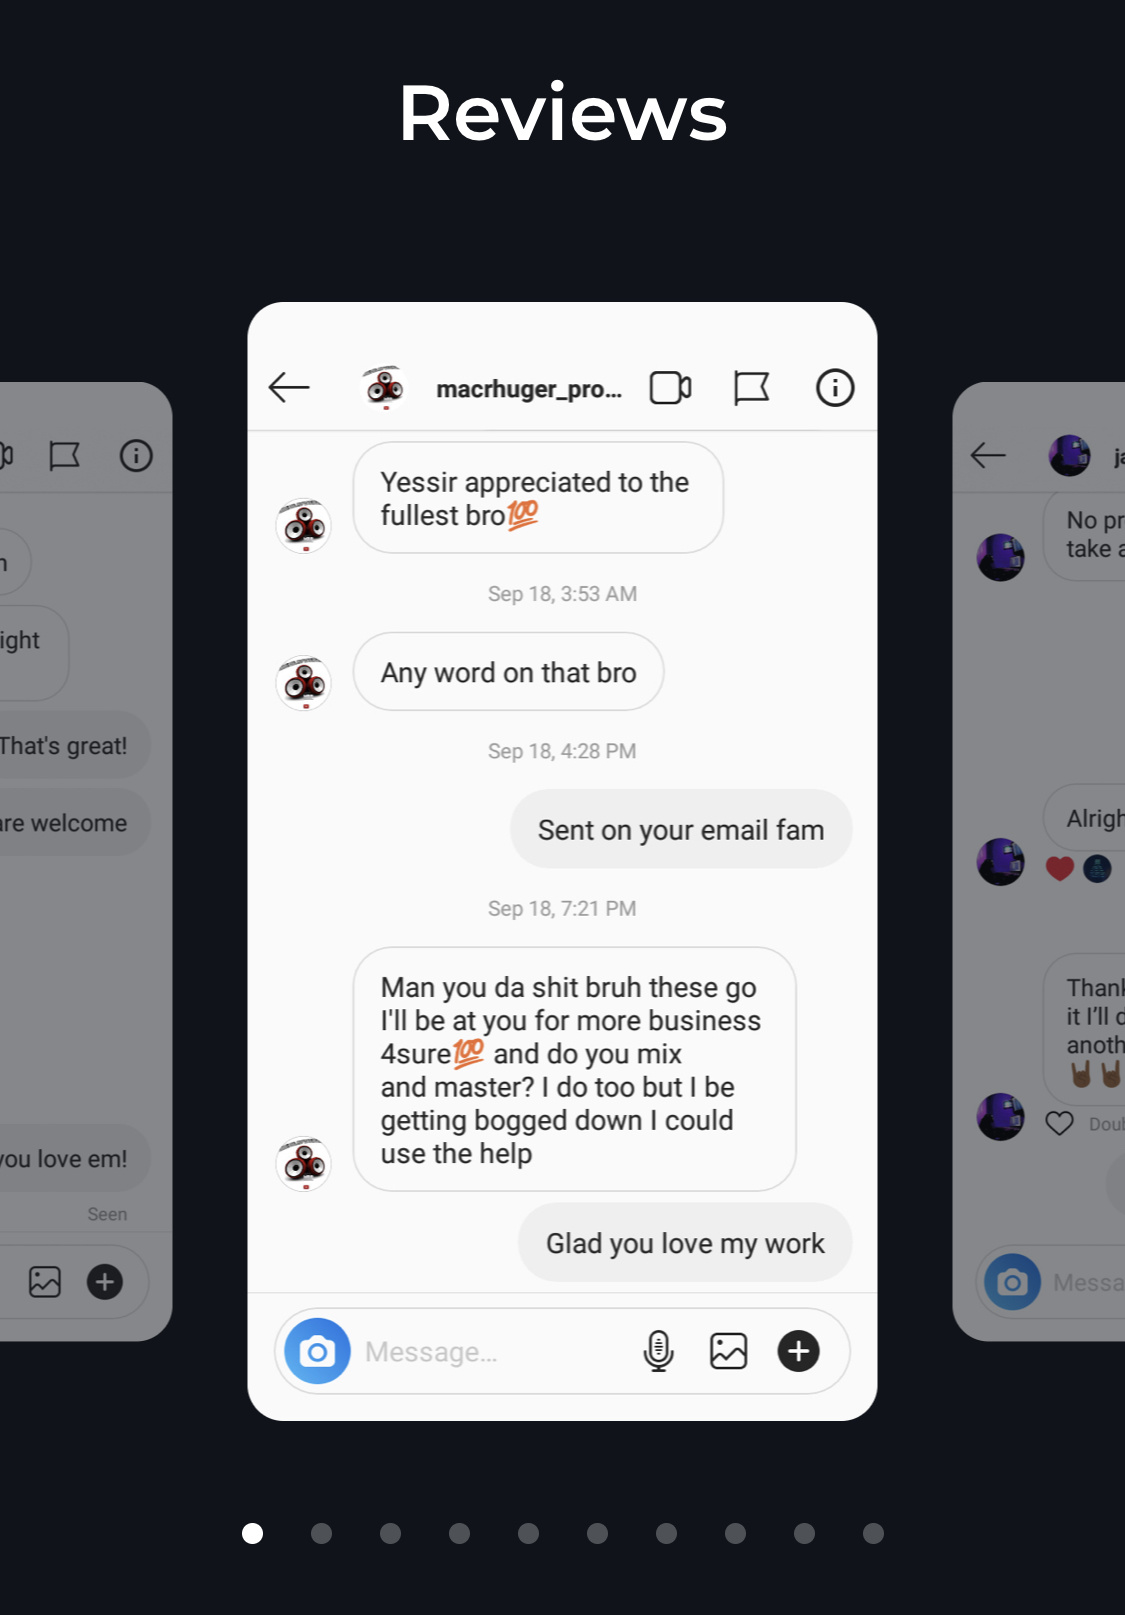 Reviews
macrhuger_pro...
Yessir appreciated to the
fullest bro💯
Sep 18, 3:53 AM
Any word on that bro
Sep 18, 4:28 PM
Sent on your email fam
Sep 18, 7:21 PM
Man you da shit bruh these go
I'll be at you for more business
4sure💯 and do you mix
and master? I do too but I be
getting bogged down I could
use the help
Glad you love my work
Message...
n
ight
That's great!
are welcome
you love em!
Seen
ja
No pr
take a
Alrigh
Thank
it I'll d
anoth
🤘🏾🤘🏾
Doub
Messa